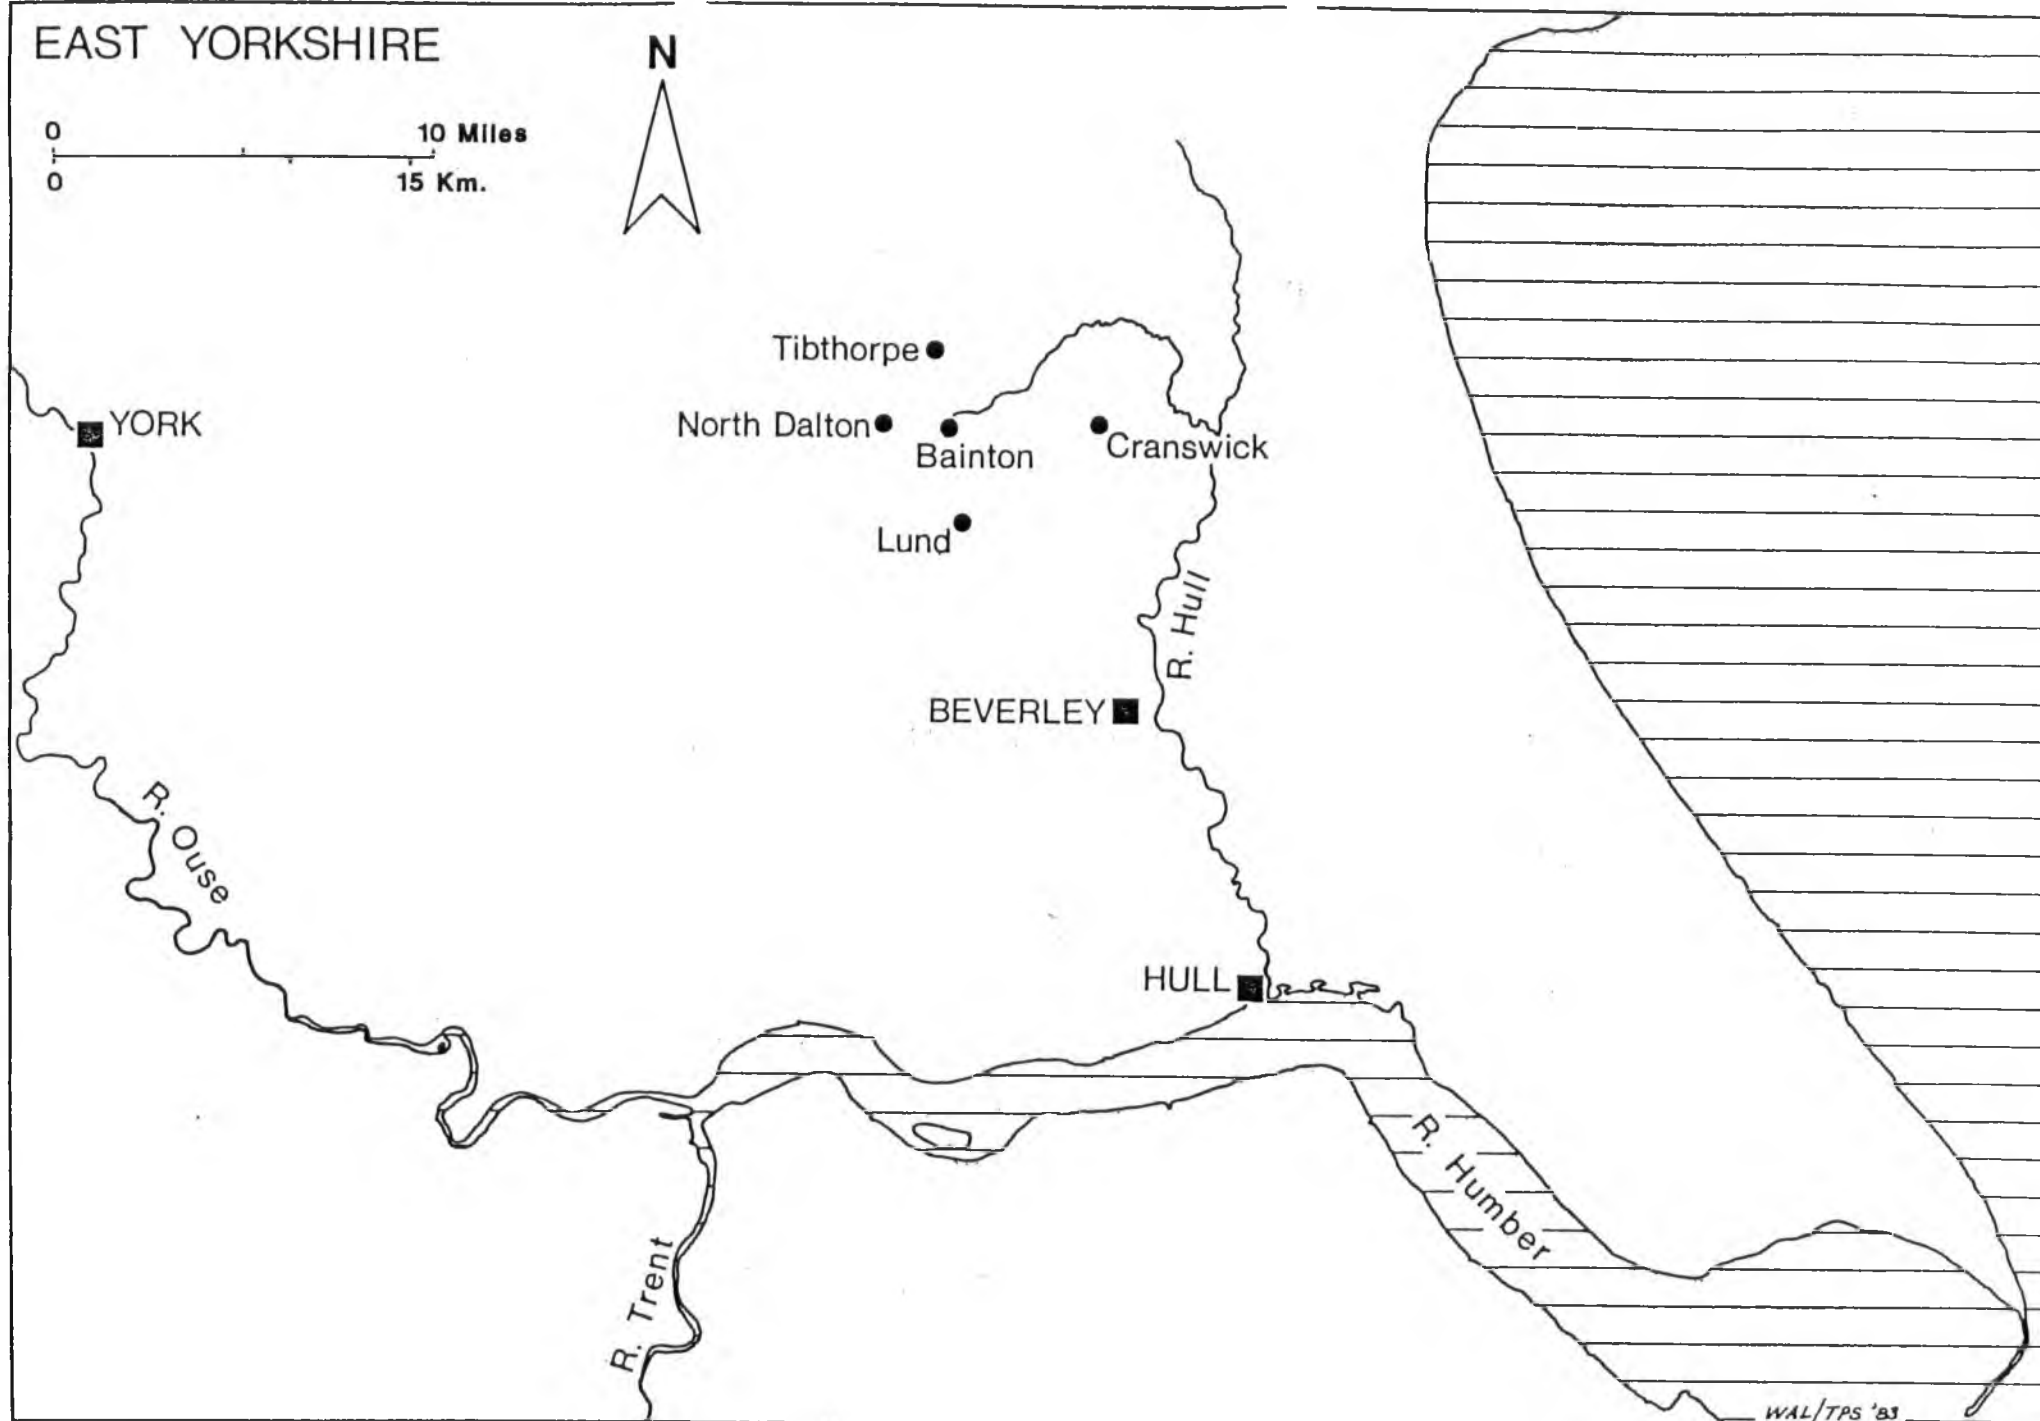 EAST YORKSHIRE
N
0 10 Miles
0 15 Km.
Tibthorpe
North Dalton
Bainton
Cranswick
Lund
YORK
R. Hull
BEVERLEY
R. Ouse
HULL
R. Humber
R. Trent
WAL/TPS '83